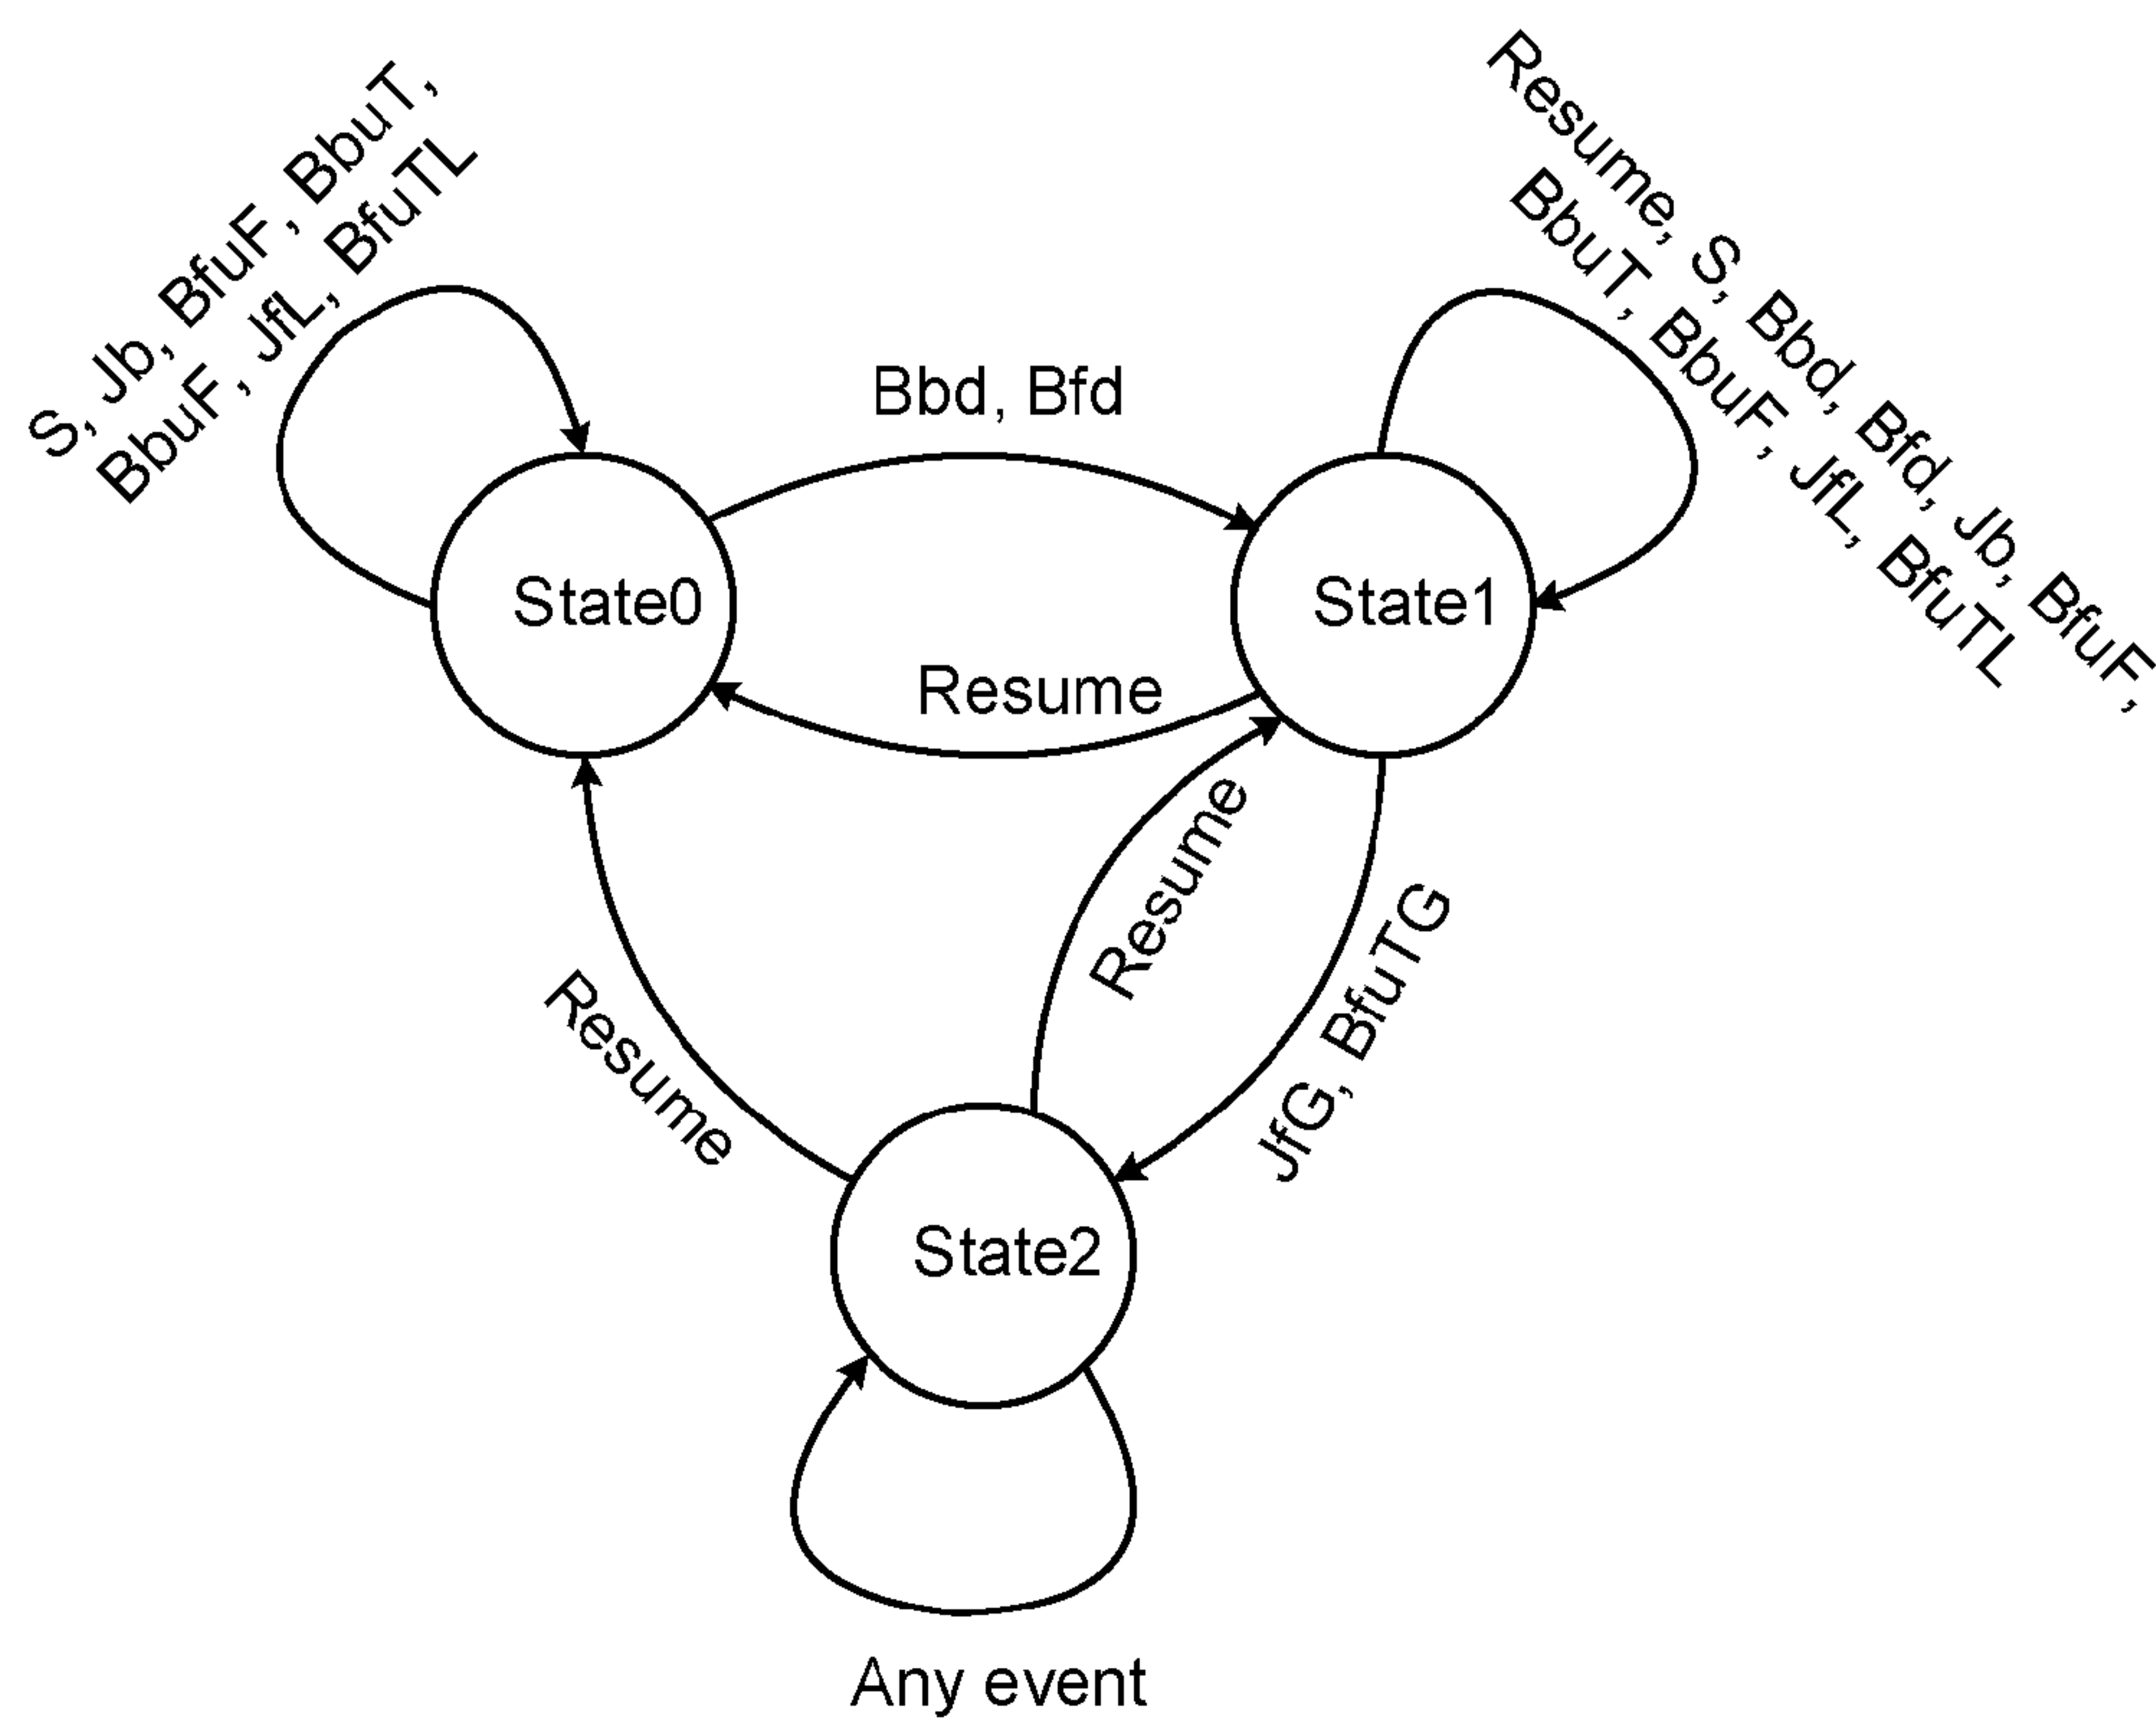 S, Jb, BfuF, BbuT,
BbuF, JfL, BfuTL
Resume, S, Bbd, Bfd, Jb, BfuF,
BbuT, BbuF, JfL, BfuTL
Bbd, Bfd
State0
State1
Resume
Resume
JfG, BfuTG
Resume
State2
Any event